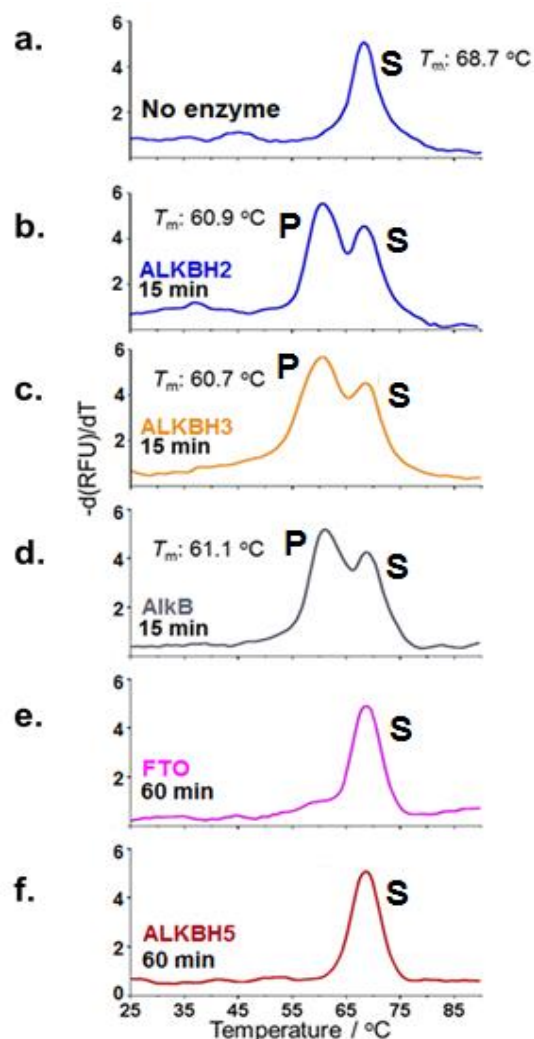 a.
6
4
2
No enzyme
S
Tm: 68.7 °C
b.
6
4
2
Tm: 60.9 °C
P
S
ALKBH2
15 min
c.
6
4
2
Tm: 60.7 °C
P
S
ALKBH3
15 min
-d(RFU)/dT
d.
6
4
2
Tm: 61.1 °C
P
S
AlkB
15 min
e.
6
4
2
S
FTO
60 min
f.
6
4
2
0
S
ALKBH5
60 min
25 35 45 55 65 75 85
Temperature / °C